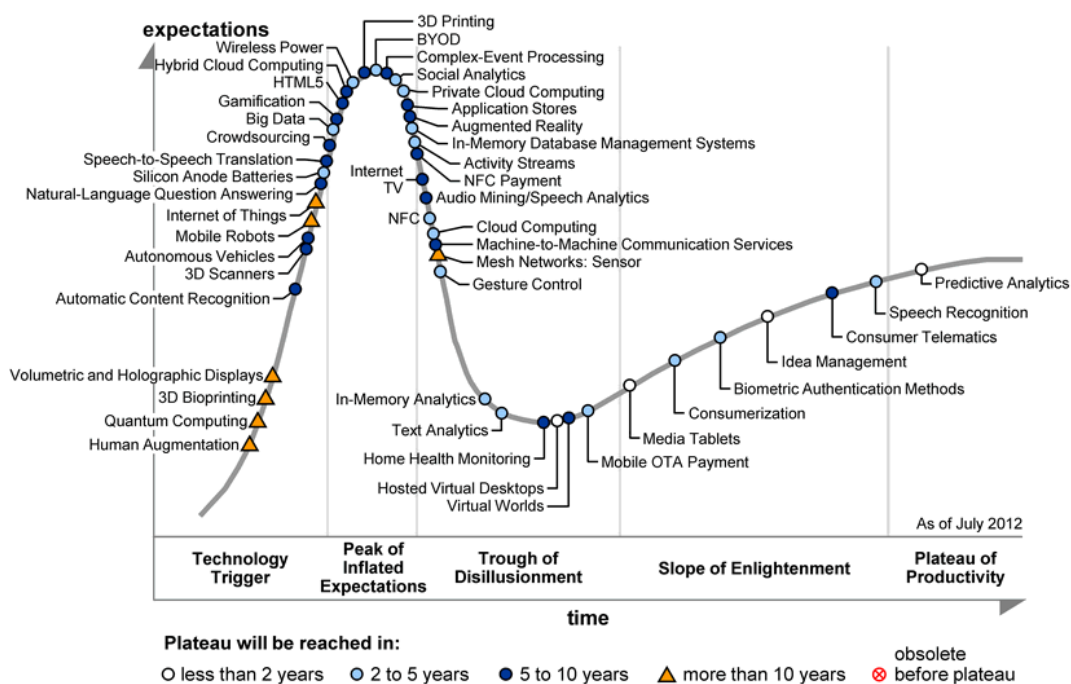 expectations
3D Printing
BYOD
Wireless Power
Complex-Event Processing
Hybrid Cloud Computing
Social Analytics
HTML5
Private Cloud Computing
Gamification
Application Stores
Big Data
Augmented Reality
Crowdsourcing
In-Memory Database Management Systems
Speech-to-Speech Translation
Activity Streams
Silicon Anode Batteries
NFC Payment
Natural-Language Question Answering
Internet
TV
Audio Mining/Speech Analytics
Internet of Things
NFC
Cloud Computing
Mobile Robots
Machine-to-Machine Communication Services
Autonomous Vehicles
Mesh Networks: Sensor
3D Scanners
Gesture Control
Automatic Content Recognition
Predictive Analytics
Speech Recognition
Consumer Telematics
Idea Management
Biometric Authentication Methods
Consumerization
Media Tablets
Mobile OTA Payment
Volumetric and Holographic Displays
3D Bioprinting
Quantum Computing
Human Augmentation
In-Memory Analytics
Text Analytics
Home Health Monitoring
Hosted Virtual Desktops
Virtual Worlds
As of July 2012
Technology
Trigger
Peak of
Inflated
Expectations
Trough of
Disillusionment
Slope of Enlightenment
Plateau of
Productivity
time
Plateau will be reached in:
less than 2 years
2 to 5 years
5 to 10 years
more than 10 years
obsolete
before plateau